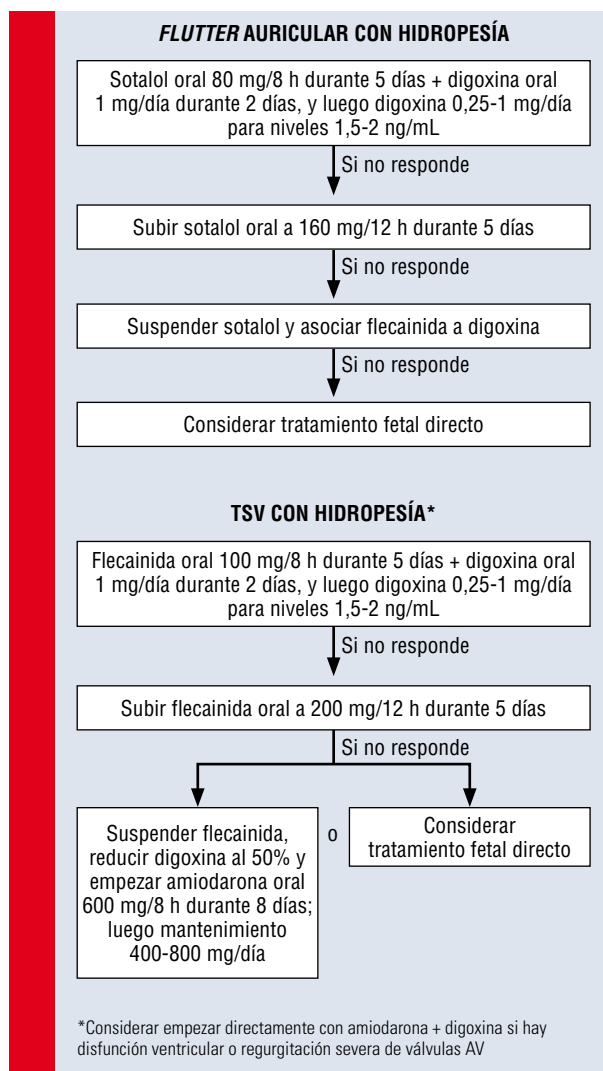 FLUTTER AURICULAR CON HIDROPESÍA
Sotalol oral 80 mg/8 h durante 5 días + digoxina oral
1 mg/día durante 2 días, y luego digoxina 0,25-1 mg/día
para niveles 1,5-2 ng/mL
Si no responde
Subir sotalol oral a 160 mg/12 h durante 5 días
Si no responde
Suspender sotalol y asociar flecainida a digoxina
Si no responde
Considerar tratamiento fetal directo
TSV CON HIDROPESÍA*
Flecainida oral 100 mg/8 h durante 5 días + digoxina oral
1 mg/día durante 2 días, y luego digoxina 0,25-1 mg/día
para niveles 1,5-2 ng/mL
Si no responde
Subir flecainida oral a 200 mg/12 h durante 5 días
Si no responde
Suspender flecainida,
reducir digoxina al 50% y
empezar amiodarona oral
600 mg/8 h durante 8 días;
luego mantenimiento
400-800 mg/día
o
Considerar
tratamiento fetal directo
*Considerar empezar directamente con amiodarona + digoxina si hay
disfunción ventricular o regurgitación severa de válvulas AV